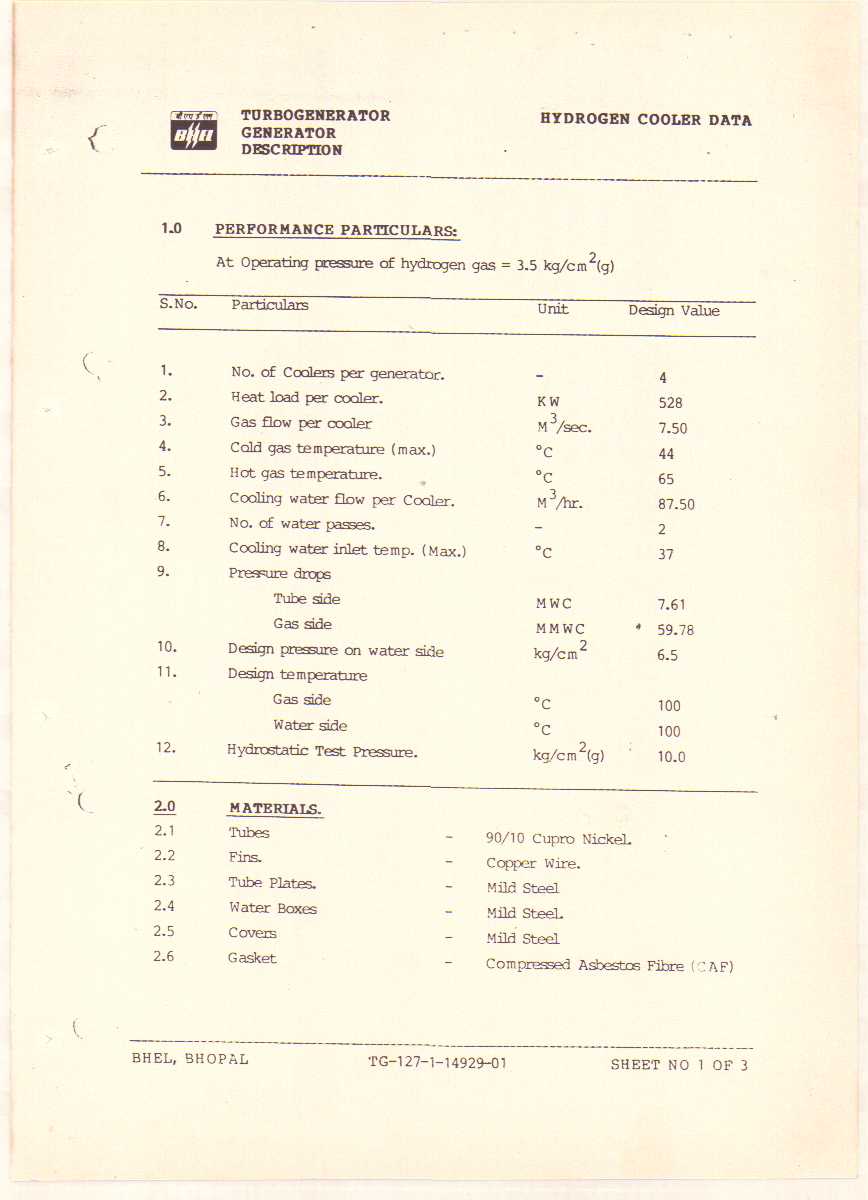 बी एच ई एल
BHEL
TURBOGENERATOR
GENERATOR
DESCRIPTION
HYDROGEN COOLER DATA
1.0 PERFORMANCE PARTICULARS:
At Operating pressure of hydrogen gas = 3.5 kg/cm²(g)
S.No. Particulars Unit Design Value
1. No. of Coolers per generator. – 4
2. Heat load per cooler. KW 528
3. Gas flow per cooler M³/sec. 7.50
4. Cold gas temperature (max.) °C 44
5. Hot gas temperature. °C 65
6. Cooling water flow per Cooler. M³/hr. 87.50
7. No. of water passes. – 2
8. Cooling water inlet temp. (Max.) °C 37
9. Pressure drops
Tube side MWC 7.61
Gas side MMWC * 59.78
10. Design pressure on water side kg/cm² 6.5
11. Design temperature
Gas side °C 100
Water side °C 100
12. Hydrostatic Test Pressure. kg/cm²(g) 10.0
2.0 MATERIALS.
2.1 Tubes – 90/10 Cupro Nickel.
2.2 Fins. – Copper Wire.
2.3 Tube Plates. – Mild Steel
2.4 Water Boxes – Mild Steel.
2.5 Covers – Mild Steel
2.6 Gasket – Compressed Asbestos Fibre (CAF)
BHEL, BHOPAL TG-127-1-14929-01 SHEET NO 1 OF 3